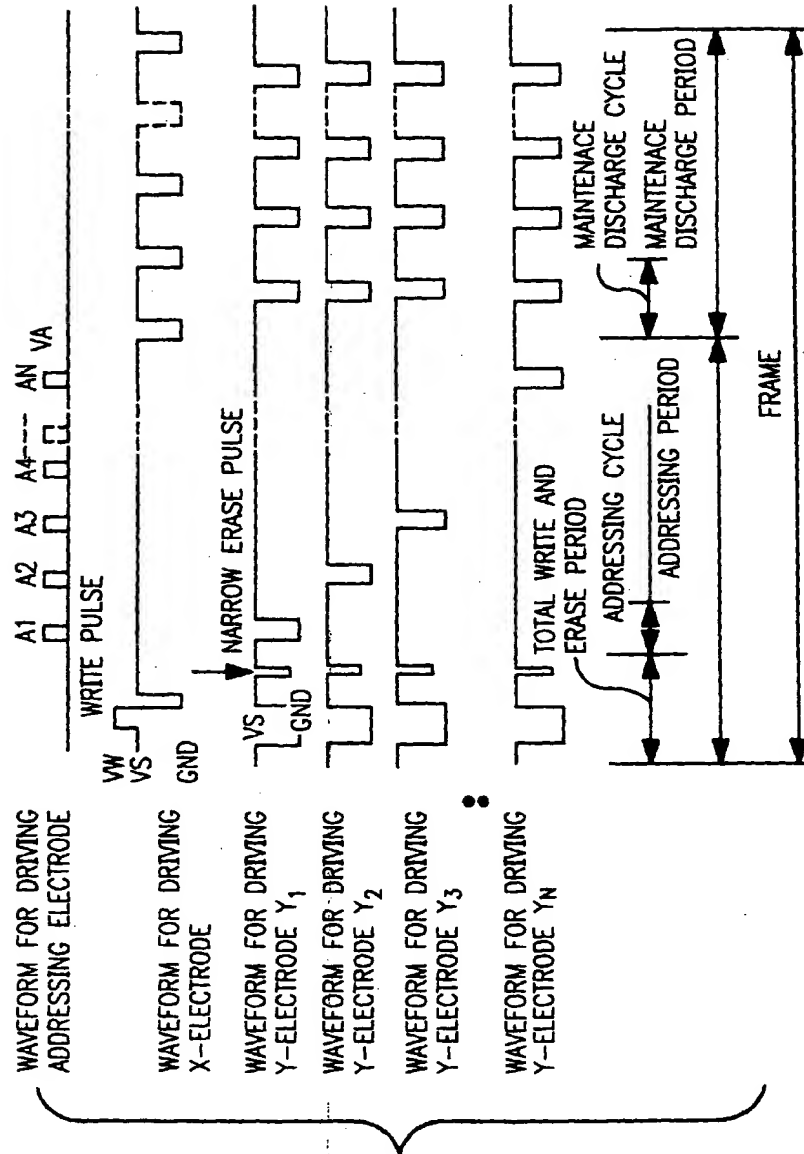 WAVEFORM FOR DRIVING
ADDRESSING ELECTRODE
A1 A2 A3 A4 --- AN VA
WRITE PULSE
WAVEFORM FOR DRIVING
X-ELECTRODE
VW
VS
GND
NARROW ERASE PULSE
WAVEFORM FOR DRIVING
Y-ELECTRODE Y1
VS
GND
WAVEFORM FOR DRIVING
Y-ELECTRODE Y2
WAVEFORM FOR DRIVING
Y-ELECTRODE Y3
WAVEFORM FOR DRIVING
Y-ELECTRODE YN
TOTAL WRITE AND
ERASE PERIOD
ADDRESSING CYCLE
ADDRESSING PERIOD
MAINTENACE
DISCHARGE CYCLE
MAINTENACE
DISCHARGE PERIOD
FRAME